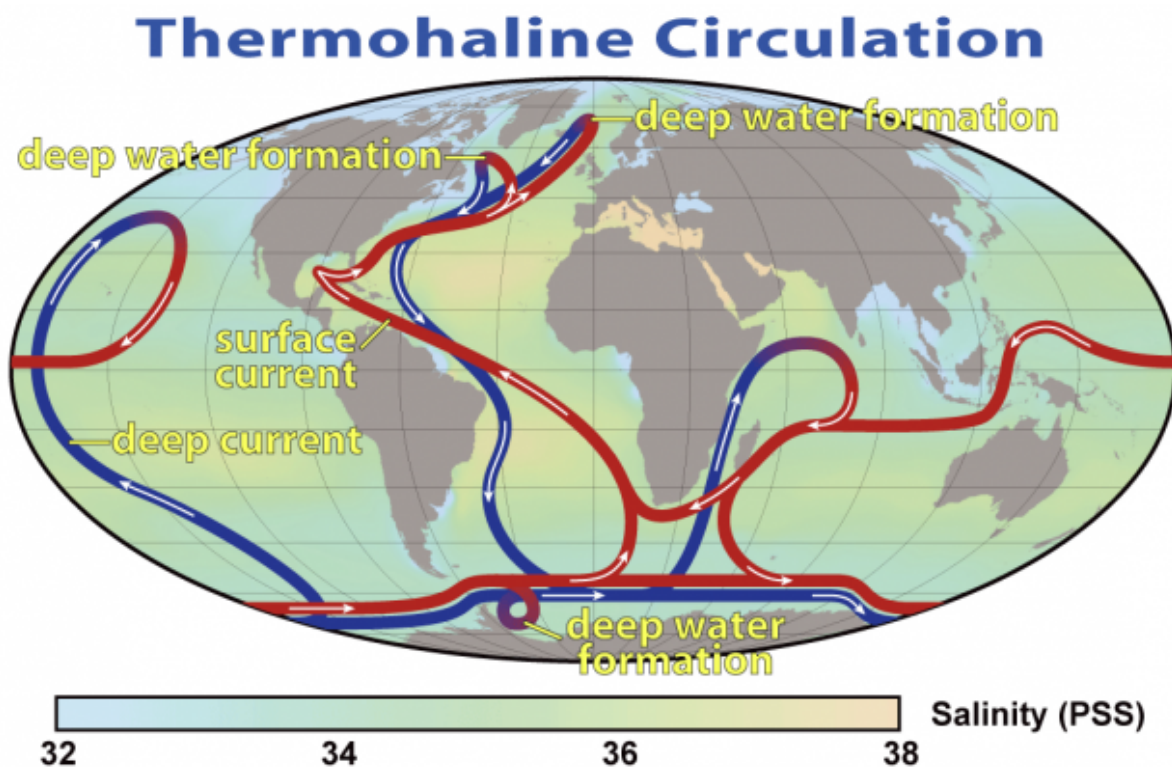 Thermohaline Circulation
deep water formation
deep water formation
surface
current
deep current
deep water
formation
Salinity (PSS)
32 34 36 38